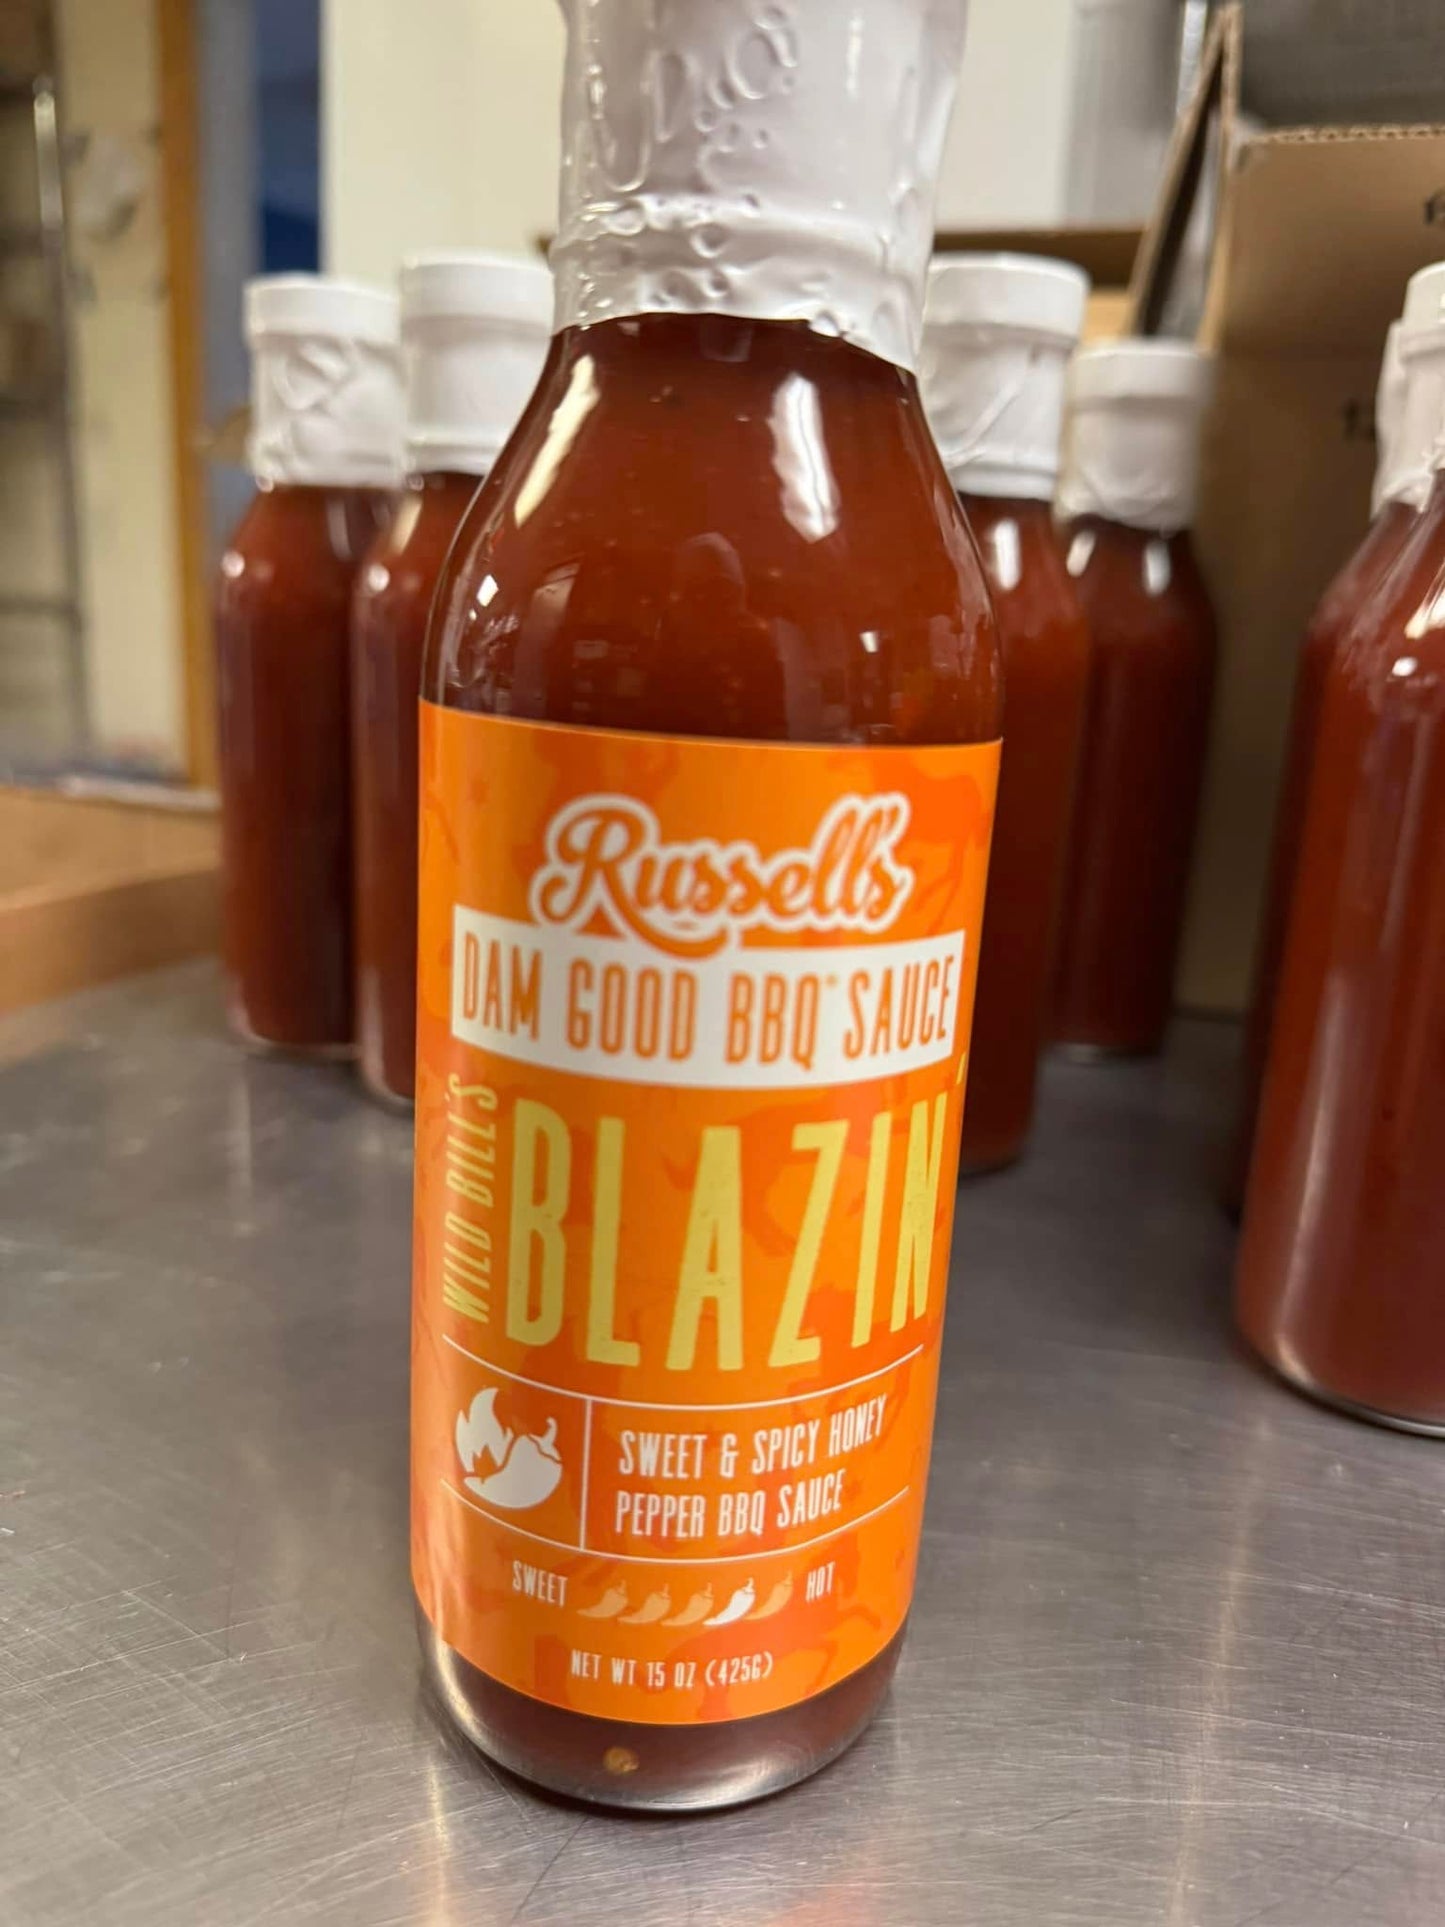 Russell's
DAM GOOD BBQ™ SAUCE
WILD BILL'S
BLAZIN'
SWEET & SPICY HONEY
PEPPER BBQ SAUCE
SWEET HOT
NET WT 15 OZ (425G)